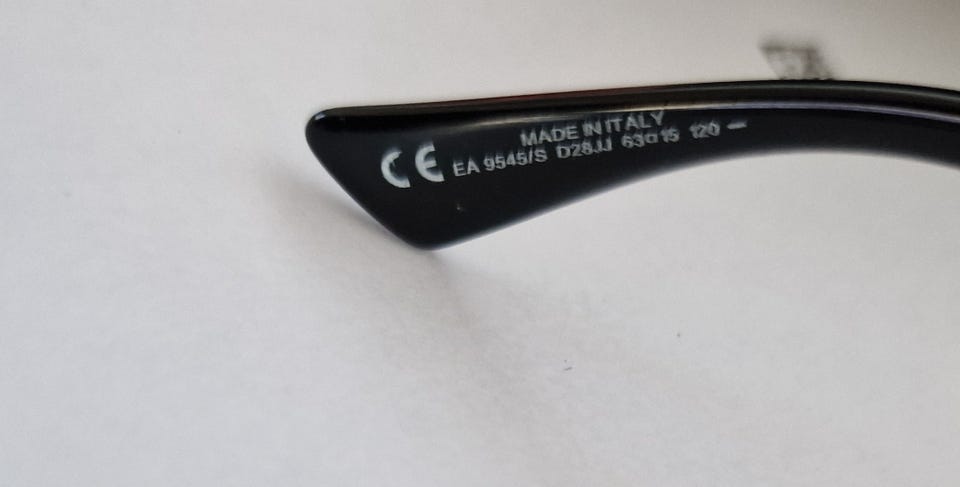 MADE IN ITALY
CE EA 9545/S D28JJ 63□15 120 –